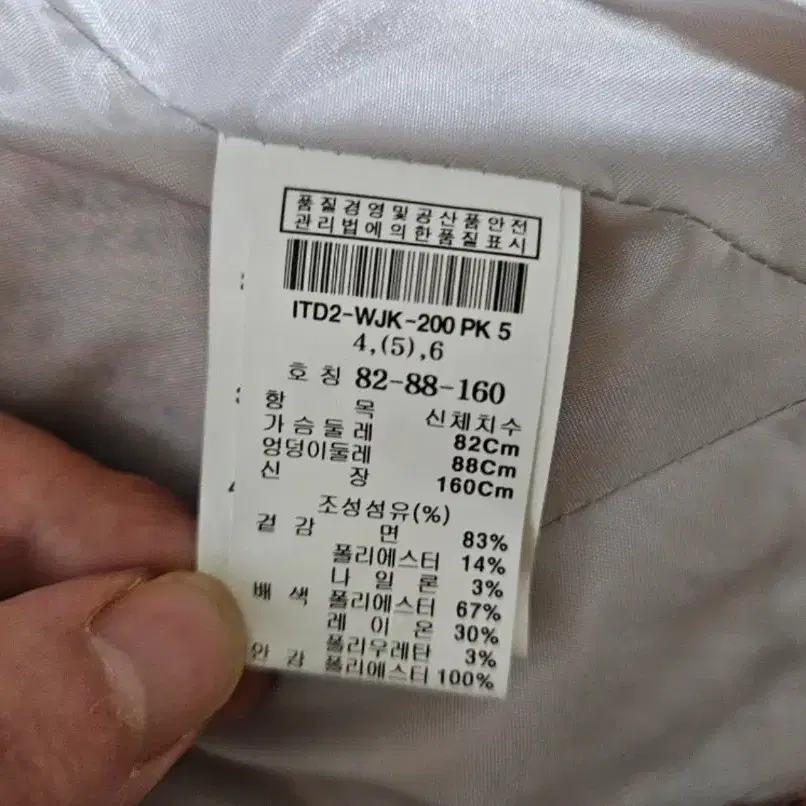 품질경영및공산품안전
관리법에의한품질표시
ITD2-WJK-200 PK 5
4,(5),6
호 칭 82-88-160
항 목 신체치수
가슴둘레 82Cm
엉덩이둘레 88Cm
신 장 160Cm
조성섬유(%)
겉 감 면 83%
폴리에스터 14%
나 일 론 3%
배 색 폴리에스터 67%
레 이 온 30%
폴리우레탄 3%
안 감 폴리에스터 100%